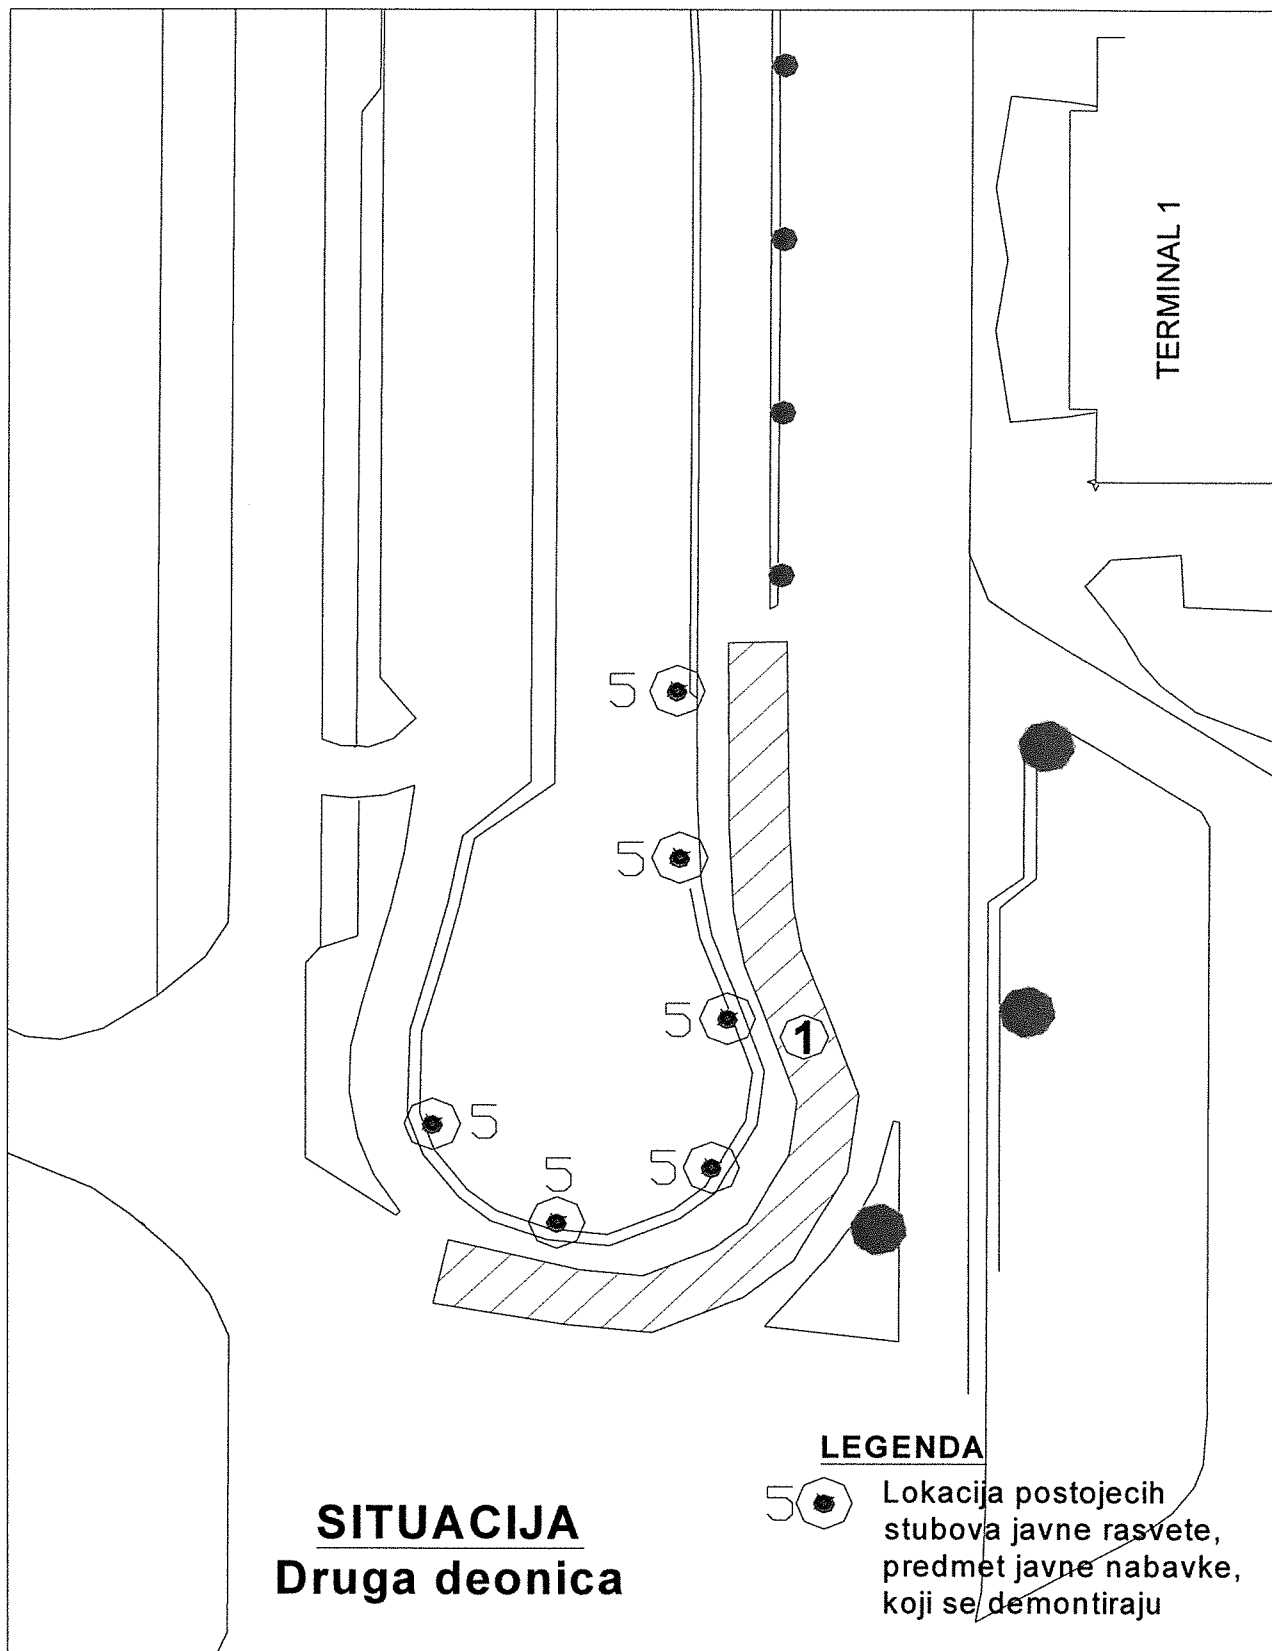 TERMINAL 1
5
5
5
1
5
5
5
LEGENDA
5
Lokacija postojecih
stubova javne rasvete,
predmet javne nabavke,
koji se demontiraju
SITUACIJA
Druga deonica